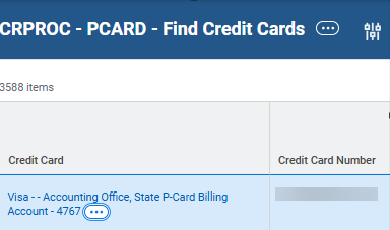 CRPROC - PCARD - Find Credit Cards
3588 items
Credit Card
Credit Card Number
Visa - - Accounting Office, State P-Card Billing
Account - 4767